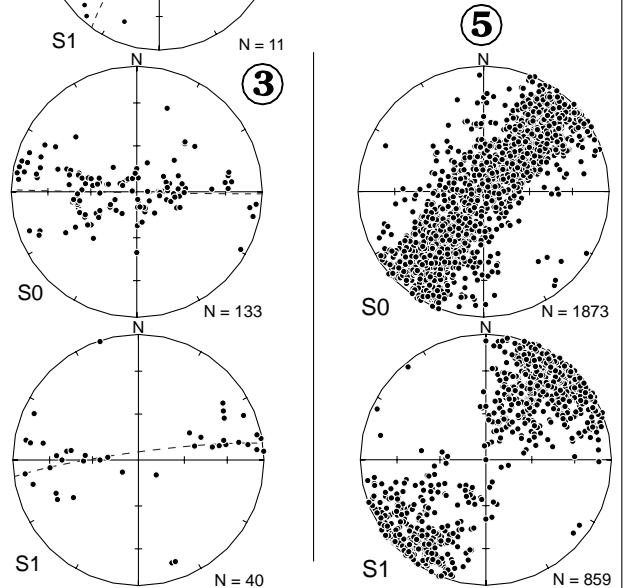 S1
N = 11
3
N
S0
N = 133
N
S1
N = 40
5
N
S0
N = 1873
N
S1
N = 859